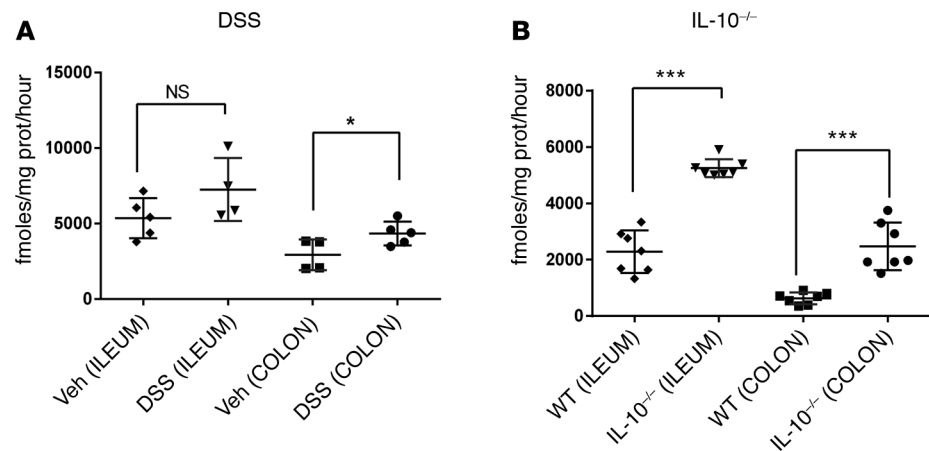 A
DSS
fmoles/mg prot/hour
15000
10000
5000
0
NS
*
Veh (ILEUM)
DSS (ILEUM)
Veh (COLON)
DSS (COLON)
B
IL-10⁻/⁻
fmoles/mg prot/hour
8000
6000
4000
2000
0
***
***
WT (ILEUM)
IL-10⁻/⁻ (ILEUM)
WT (COLON)
IL-10⁻/⁻ (COLON)